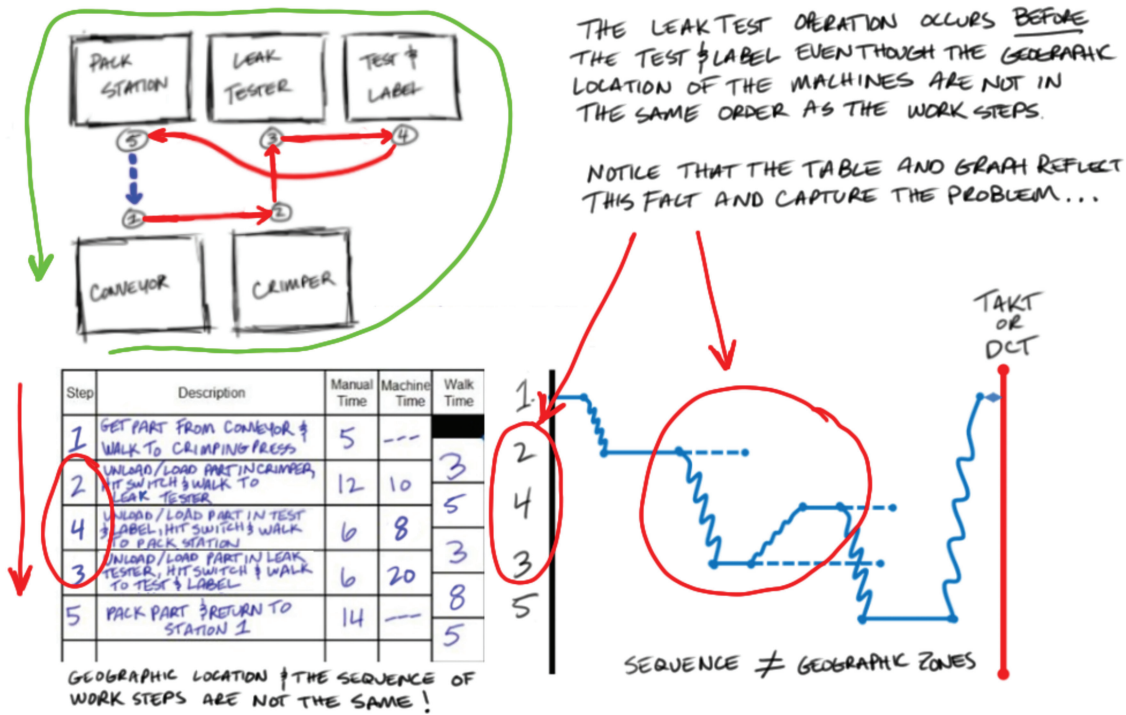 PACK
STATION
LEAK
TESTER
TEST &
LABEL
5
3
4
1
2
CONVEYOR
CRIMPER
THE LEAK TEST OPERATION OCCURS BEFORE
THE TEST & LABEL EVEN THOUGH THE GEOGRAPHIC
LOCATION OF THE MACHINES ARE NOT IN
THE SAME ORDER AS THE WORK STEPS.
NOTICE THAT THE TABLE AND GRAPH REFLECT
THIS FACT AND CAPTURE THE PROBLEM...
Step Description Manual Time Machine Time Walk Time
1 GET PART FROM CONVEYOR &
WALK TO CRIMPING PRESS 5 ---
3
2 UNLOAD/LOAD PART IN CRIMPER,
HIT SWITCH & WALK TO
LEAK TESTER 12 10
5
4 UNLOAD/LOAD PART IN TEST
& LABEL, HIT SWITCH & WALK
TO PACK STATION 6 8
3
3 UNLOAD/LOAD PART IN LEAK
TESTER, HIT SWITCH & WALK
TO TEST & LABEL 6 20
8
5 PACK PART & RETURN TO
STATION 1 14 ---
5
GEOGRAPHIC LOCATION & THE SEQUENCE OF
WORK STEPS ARE NOT THE SAME!
1.
2
4
3
5
TAKT
OR
DCT
SEQUENCE ≠ GEOGRAPHIC ZONES